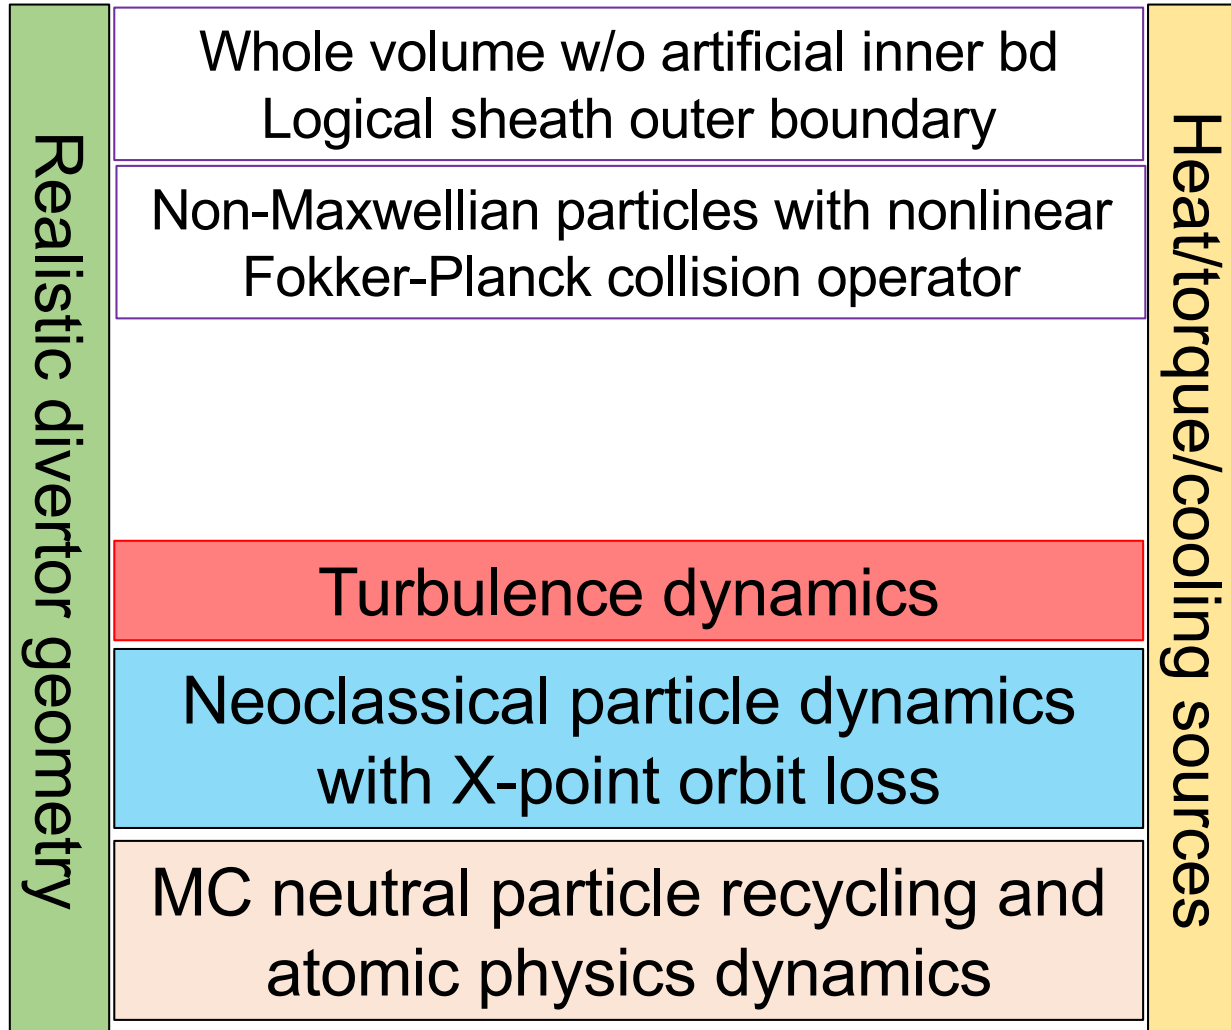 Realistic divertor geometry
Whole volume w/o artificial inner bd
Logical sheath outer boundary
Non-Maxwellian particles with nonlinear
Fokker-Planck collision operator
Turbulence dynamics
Neoclassical particle dynamics
with X-point orbit loss
MC neutral particle recycling and
atomic physics dynamics
Heat/torque/cooling sources